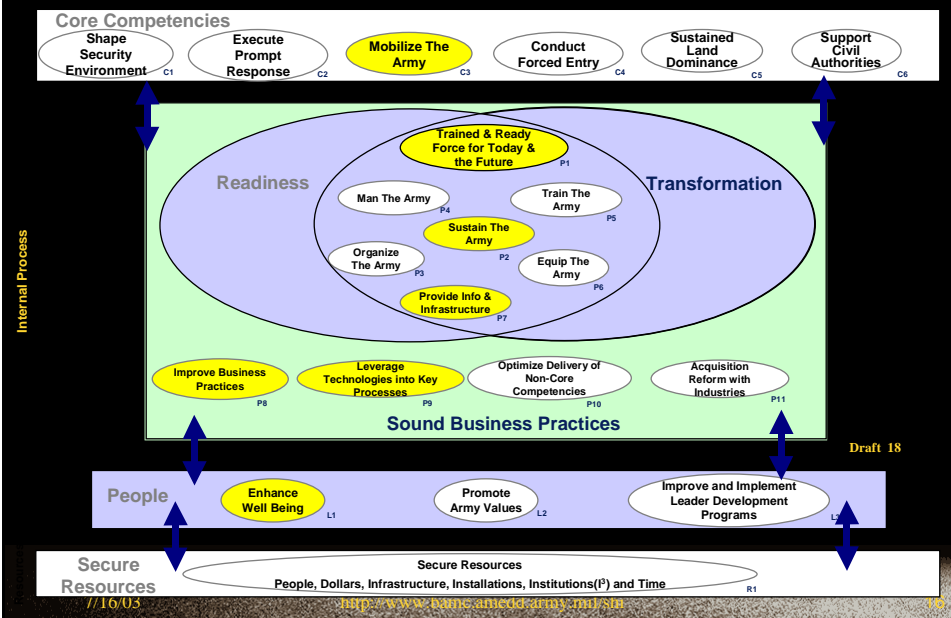 Core Competencies
Shape
Security
Environment
C1
Execute
Prompt
Response
C2
Mobilize The
Army
C3
Conduct
Forced Entry
C4
Sustained
Land
Dominance
C5
Support
Civil
Authorities
C6
Internal Process
Readiness
Transformation
Trained & Ready
Force for Today &
the Future
P1
Man The Army
P4
Train The
Army
P5
Sustain The
Army
P2
Organize
The Army
P3
Equip The
Army
P6
Provide Info &
Infrastructure
P7
Improve Business
Practices
P8
Leverage
Technologies into Key
Processes
P9
Optimize Delivery of
Non-Core
Competencies
P10
Acquisition
Reform with
Industries
P11
Sound Business Practices
Draft 18
People
Enhance
Well Being
L1
Promote
Army Values
L2
Improve and Implement
Leader Development
Programs
Resources
Secure
Resources
Secure Resources
People, Dollars, Infrastructure, Installations, Institutions(I³) and Time
R1
7/16/03
16